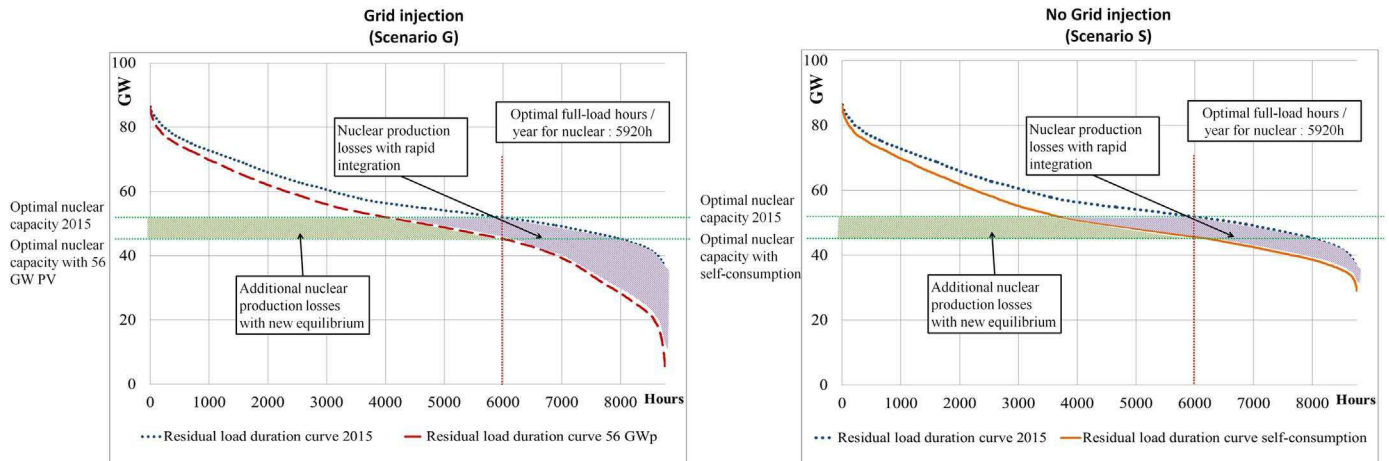 Grid injection
(Scenario G)
100
80
60
40
20
0
GW
Optimal full-load hours /
year for nuclear : 5920h
Nuclear production
losses with rapid
integration
Optimal nuclear
capacity 2015
Optimal nuclear
capacity with 56
GW PV
Additional nuclear
production losses
with new equilibrium
0 1000 2000 3000 4000 5000 6000 7000 8000 Hours
Residual load duration curve 2015
Residual load duration curve 56 GWp
No Grid injection
(Scenario S)
100
80
60
40
20
0
GW
Optimal full-load hours /
year for nuclear : 5920h
Nuclear production
losses with rapid
integration
Optimal nuclear
capacity 2015
Optimal nuclear
capacity with
self-consumption
Additional nuclear
production losses
with new equilibrium
0 1000 2000 3000 4000 5000 6000 7000 8000 Hours
Residual load duration curve 2015
Residual load duration curve self-consumption